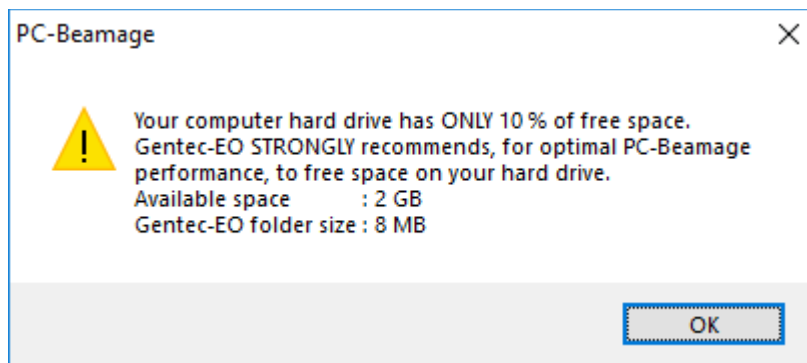 PC-Beamage
Your computer hard drive has ONLY 10 % of free space.
Gentec-EO STRONGLY recommends, for optimal PC-Beamage
performance, to free space on your hard drive.
Available space : 2 GB
Gentec-EO folder size : 8 MB
OK